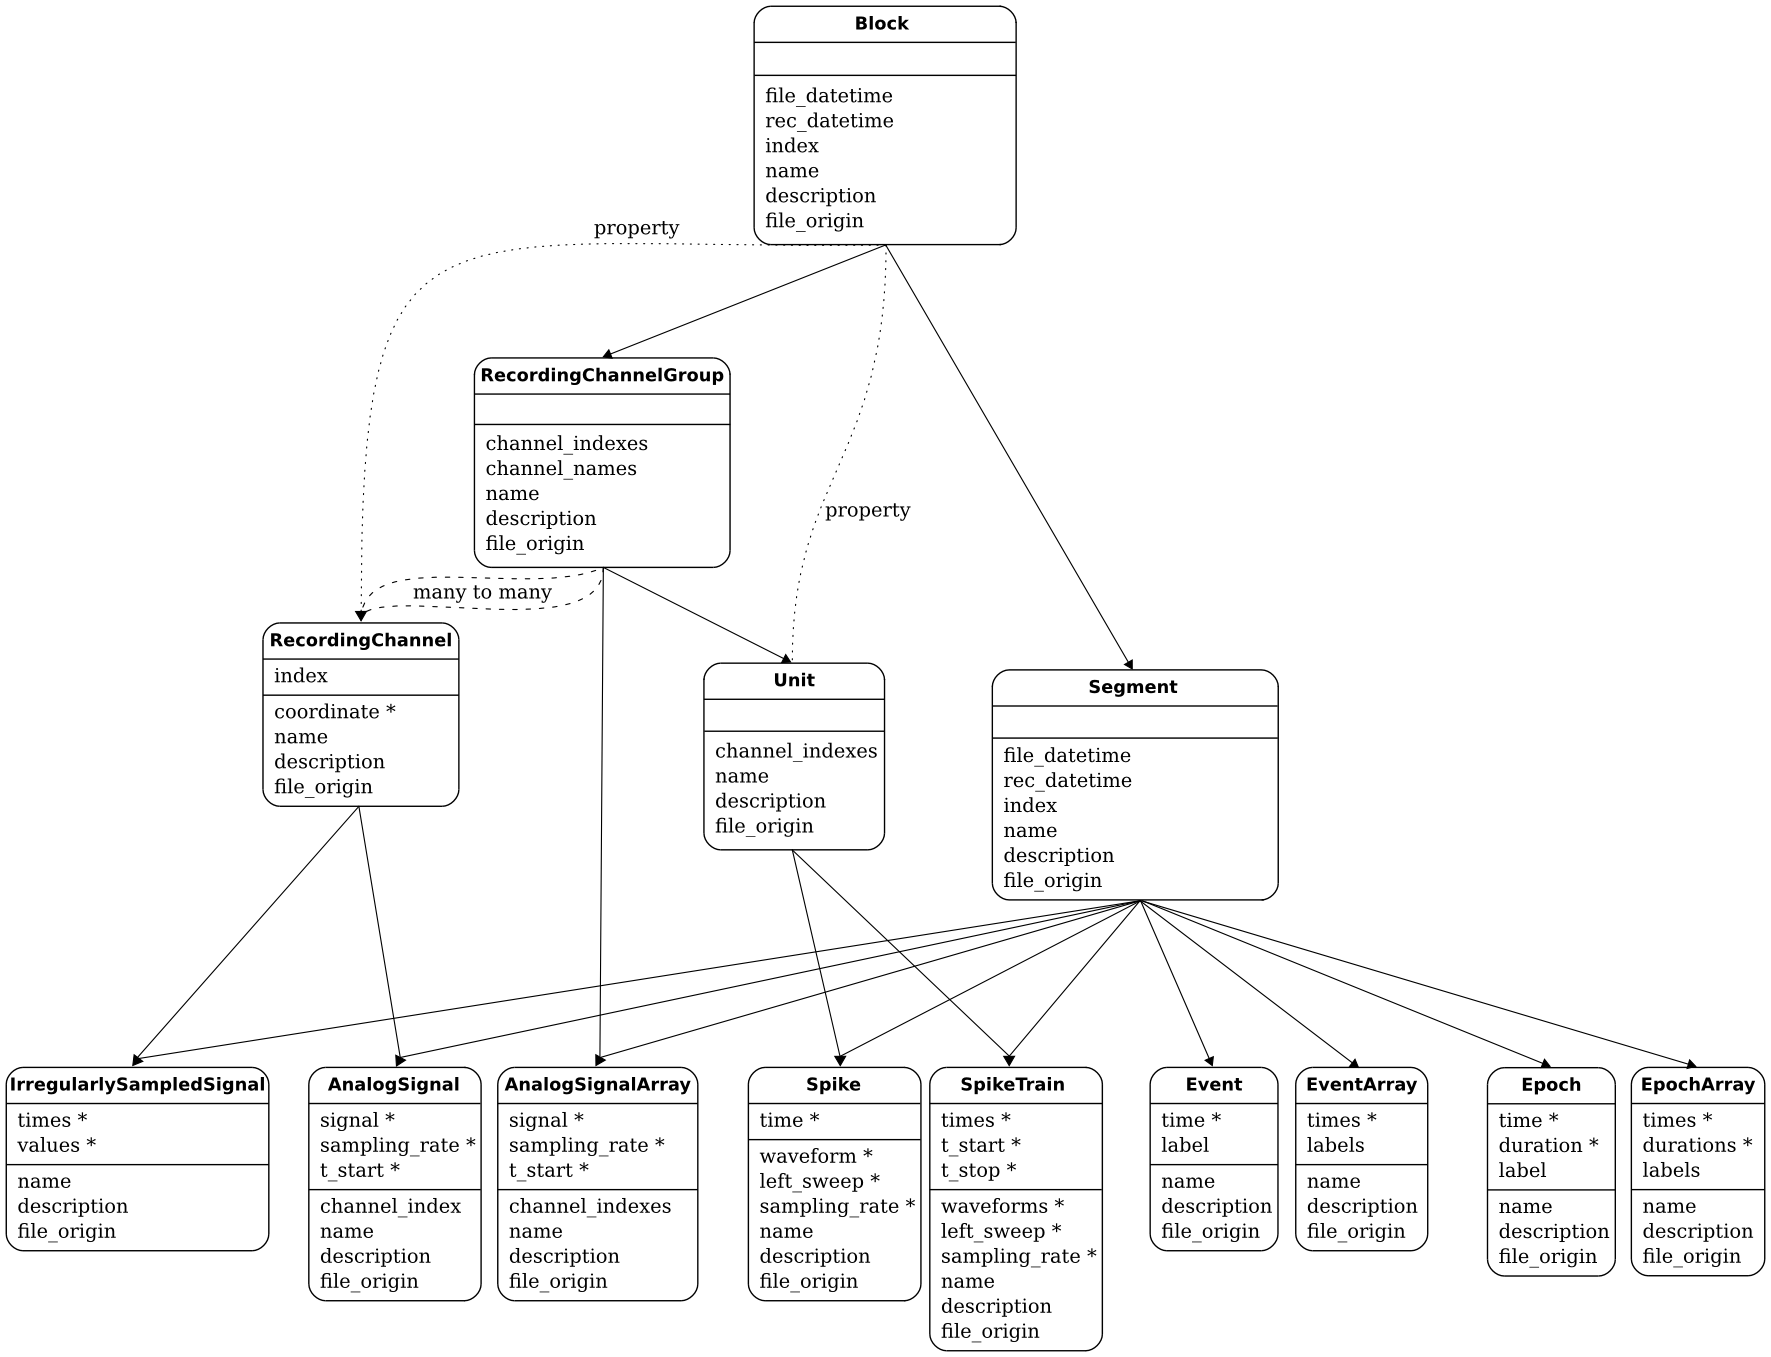 Block
file_datetime
rec_datetime
index
name
description
file_origin
property
RecordingChannelGroup
channel_indexes
channel_names
name
description
file_origin
property
many to many
RecordingChannel
index
coordinate *
name
description
file_origin
Unit
channel_indexes
name
description
file_origin
Segment
file_datetime
rec_datetime
index
name
description
file_origin
IrregularlySampledSignal
times *
values *
name
description
file_origin
AnalogSignal
signal *
sampling_rate *
t_start *
channel_index
name
description
file_origin
AnalogSignalArray
signal *
sampling_rate *
t_start *
channel_indexes
name
description
file_origin
Spike
time *
waveform *
left_sweep *
sampling_rate *
name
description
file_origin
SpikeTrain
times *
t_start *
t_stop *
waveforms *
left_sweep *
sampling_rate *
name
description
file_origin
Event
time *
label
name
description
file_origin
EventArray
times *
labels
name
description
file_origin
Epoch
time *
duration *
label
name
description
file_origin
EpochArray
times *
durations *
labels
name
description
file_origin